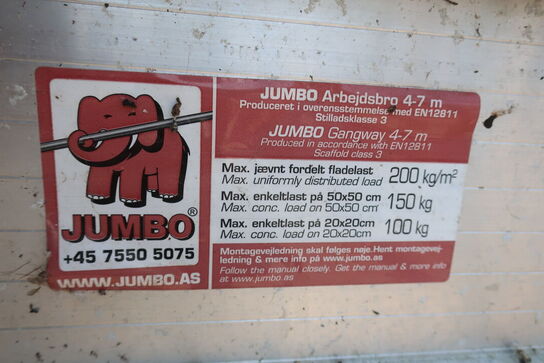 JUMBO®
+45 7550 5075
WWW.JUMBO.AS
JUMBO Arbejdsbro 4-7 m
Produceret i overensstemmelse med EN12811
Stilladsklasse 3
JUMBO Gangway 4-7 m
Produced in accordance with EN12811
Scaffold class 3
Max. jævnt fordelt fladelast
Max. uniformly distributed load 200 kg/m²
Max. enkeltlast på 50x50 cm
Max. conc. load on 50x50 cm 150 kg
Max. enkeltlast på 20x20cm
Max. conc. load on 20x20cm 100 kg
Montagevejledning skal følges nøje. Hent montagevej-
ledning & mere info på www.jumbo.as
Follow the manual closely. Get the manual & more info
at www.jumbo.as